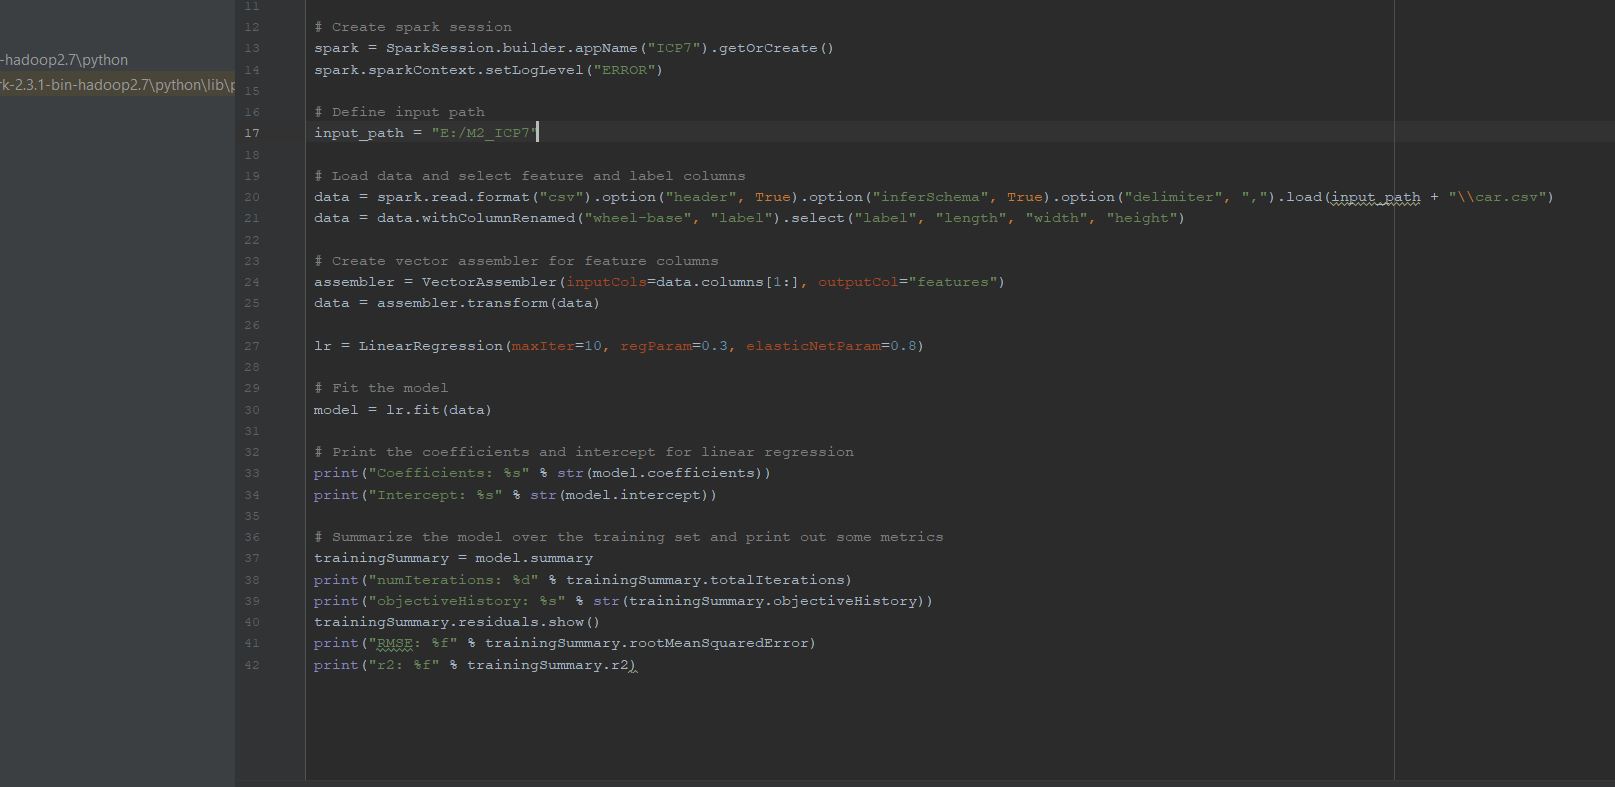 -hadoop2.7\python
rk-2.3.1-bin-hadoop2.7\python\lib\p
11
12 # Create spark session
13 spark = SparkSession.builder.appName("ICP7").getOrCreate()
14 spark.sparkContext.setLogLevel("ERROR")
15
16 # Define input path
17 input_path = "E:/M2_ICP7"
18
19 # Load data and select feature and label columns
20 data = spark.read.format("csv").option("header", True).option("inferSchema", True).option("delimiter", ",").load(input_path + "\\car.csv")
21 data = data.withColumnRenamed("wheel-base", "label").select("label", "length", "width", "height")
22
23 # Create vector assembler for feature columns
24 assembler = VectorAssembler(inputCols=data.columns[1:], outputCol="features")
25 data = assembler.transform(data)
26
27 lr = LinearRegression(maxIter=10, regParam=0.3, elasticNetParam=0.8)
28
29 # Fit the model
30 model = lr.fit(data)
31
32 # Print the coefficients and intercept for linear regression
33 print("Coefficients: %s" % str(model.coefficients))
34 print("Intercept: %s" % str(model.intercept))
35
36 # Summarize the model over the training set and print out some metrics
37 trainingSummary = model.summary
38 print("numIterations: %d" % trainingSummary.totalIterations)
39 print("objectiveHistory: %s" % str(trainingSummary.objectiveHistory))
40 trainingSummary.residuals.show()
41 print("RMSE: %f" % trainingSummary.rootMeanSquaredError)
42 print("r2: %f" % trainingSummary.r2)